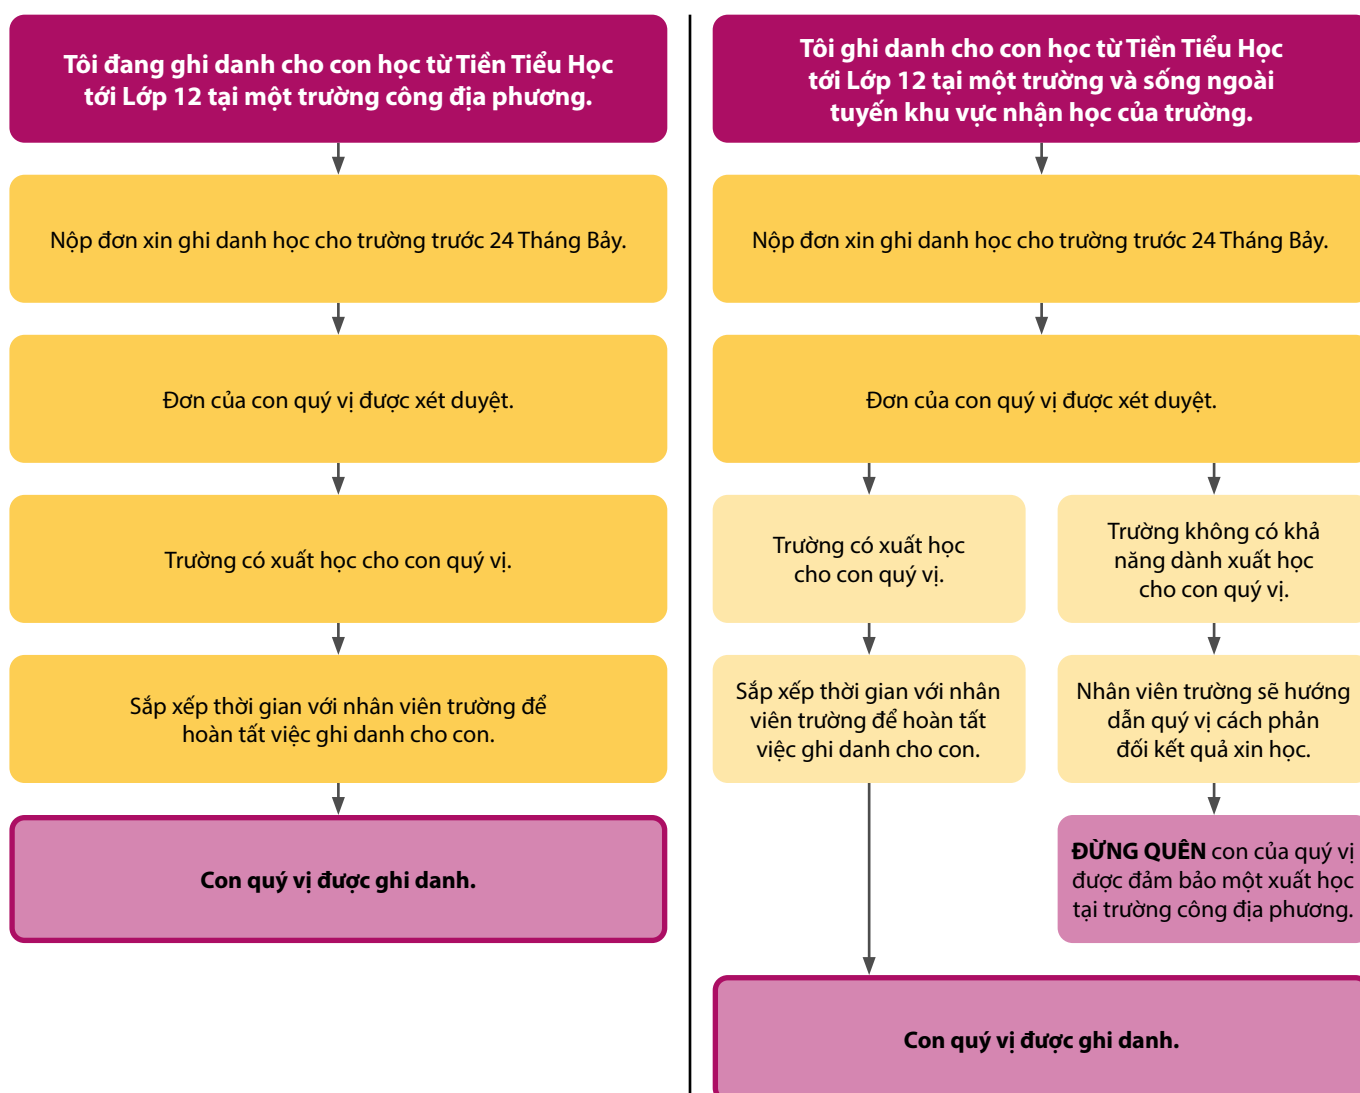 Tôi đang ghi danh cho con học từ Tiền Tiểu Học
tới Lớp 12 tại một trường công địa phương.
Nộp đơn xin ghi danh học cho trường trước 24 Tháng Bảy.
Đơn của con quý vị được xét duyệt.
Trường có xuất học cho con quý vị.
Sắp xếp thời gian với nhân viên trường để
hoàn tất việc ghi danh cho con.
Con quý vị được ghi danh.
Tôi ghi danh cho con học từ Tiền Tiểu Học
tới Lớp 12 tại một trường và sống ngoài
tuyến khu vực nhận học của trường.
Nộp đơn xin ghi danh học cho trường trước 24 Tháng Bảy.
Đơn của con quý vị được xét duyệt.
Trường có xuất học
cho con quý vị.
Sắp xếp thời gian với nhân
viên trường để hoàn tất
việc ghi danh cho con.
Trường không có khả
năng dành xuất học
cho con quý vị.
Nhân viên trường sẽ hướng
dẫn quý vị cách phản
đối kết quả xin học.
ĐỪNG QUÊN con của quý vị
được đảm bảo một xuất học
tại trường công địa phương.
Con quý vị được ghi danh.